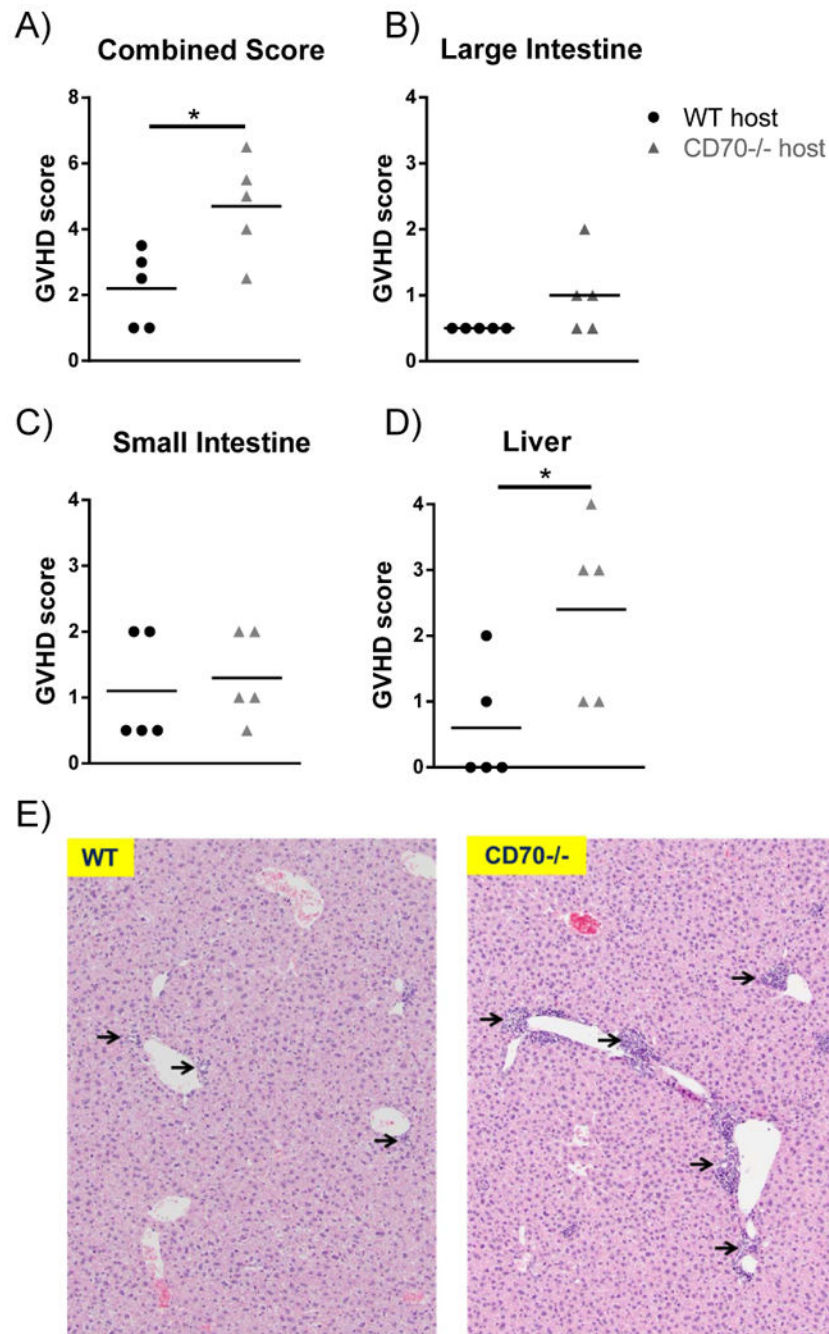 A)
Combined Score
GVHD score
8
6
4
2
0
*
B)
Large Intestine
GVHD score
4
3
2
1
0
● WT host
▲ CD70-/- host
C)
Small Intestine
GVHD score
4
3
2
1
0
D)
Liver
GVHD score
4
3
2
1
0
*
E)
WT
CD70-/-